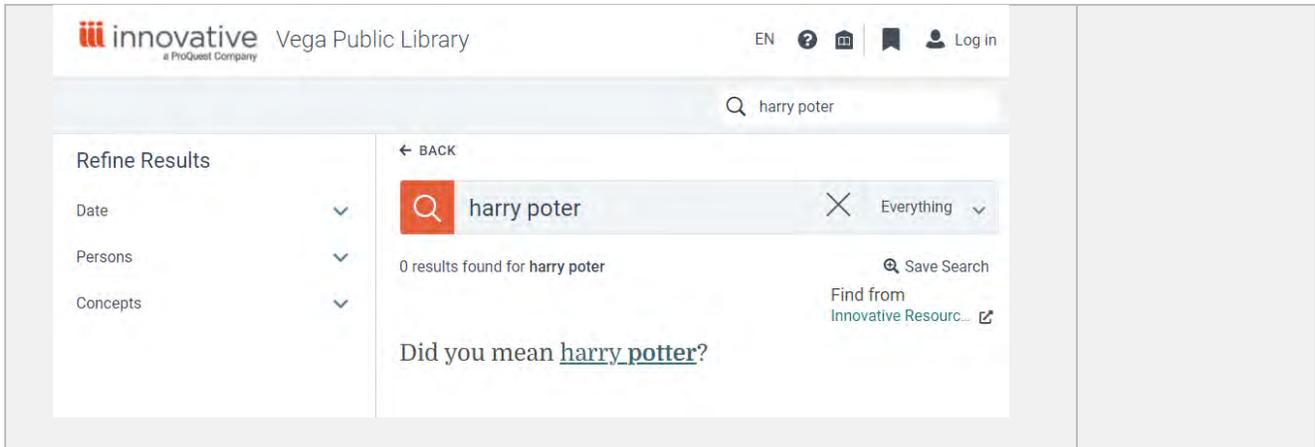 innovative Vega Public Library
a ProQuest Company
EN
Log in
harry poter
Refine Results
Date
Persons
Concepts
← BACK
harry poter
Everything
0 results found for harry poter
Save Search
Find from
Innovative Resourc...
Did you mean harry potter?